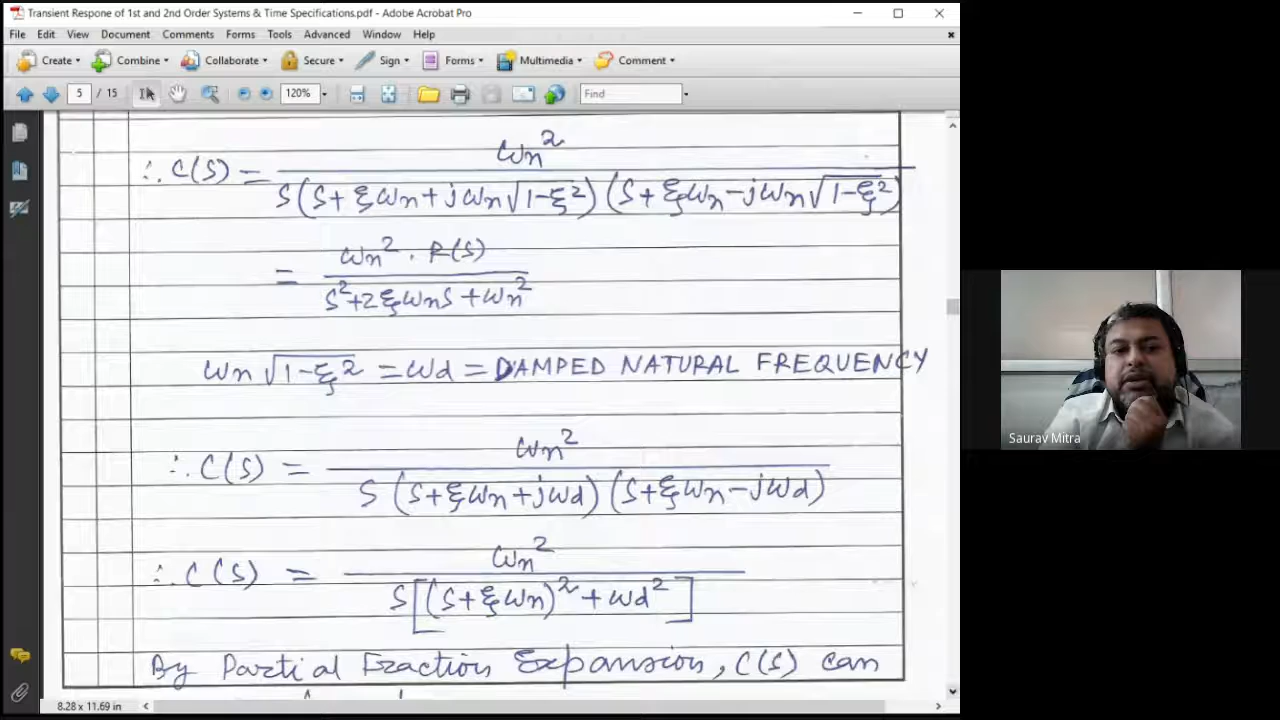 Transient Respone of 1st and 2nd Order Systems & Time Specifications.pdf - Adobe Acrobat Pro
File Edit View Document Comments Forms Tools Advanced Window Help
Create Combine Collaborate Secure Sign Forms Multimedia Comment
5 / 15 120% Find
∴ C(S) = ωn² / S(S+ξωn+jωn√1-ξ²)(S+ξωn-jωn√1-ξ²)
= ωn² . R(S) / S²+2ξωnS+ωn²
ωn√1-ξ² = ωd = DAMPED NATURAL FREQUENCY
∴ C(S) = ωn² / S(S+ξωn+jωd)(S+ξωn-jωd)
∴ C(S) = ωn² / S[(S+ξωn)²+ωd²]
By Partial Fraction Expansion, C(S) can
8.28 x 11.69 in
Saurav Mitra